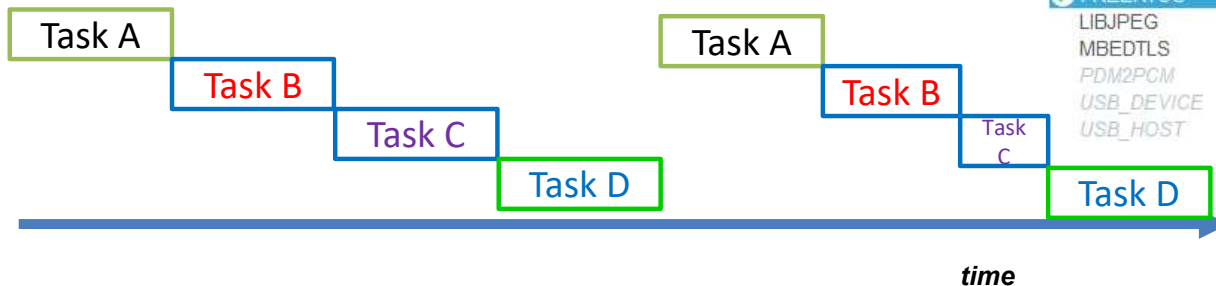 Task A
Task B
Task C
Task D
Task A
Task B
Task
C
Task D
LIBJPEG
MBEDTLS
PDM2PCM
USB_DEVICE
USB_HOST
time